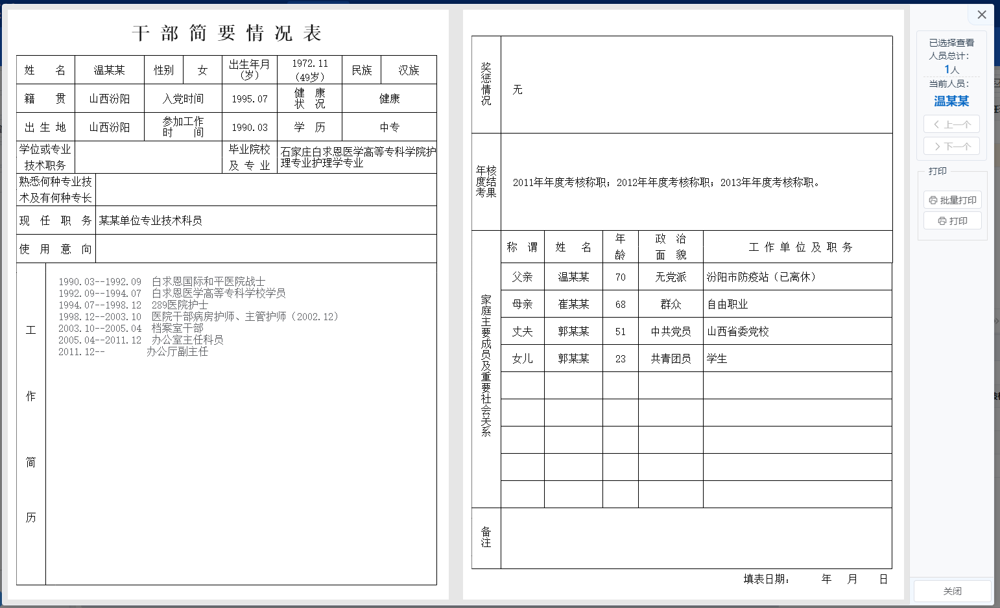 干部简要情况表
姓 名 温某某 性别 女 出生年月（岁） 1972.11（49岁） 民族 汉族
籍 贯 山西汾阳 入党时间 1995.07 健康状况 健康
出生地 山西汾阳 参加工作时间 1990.03 学历 中专
学位或专业技术职务 毕业院校及专业 石家庄白求恩医学高等专科学院护理专业护理学专业
熟悉何种专业技术及有何种专长
现任职务 某某单位专业技术科员
使用意向
工作简历
1990.03--1992.09 白求恩国际和平医院战士
1992.09--1994.07 白求恩医学高等专科学校学员
1994.07--1998.12 289医院护士
1998.12--2003.10 医院干部病房护师、主管护师（2002.12）
2003.10--2005.04 档案室干部
2005.04--2011.12 办公室主任科员
2011.12-- 办公厅副主任
奖惩情况 无
年度考核结果 2011年年度考核称职；2012年年度考核称职；2013年年度考核称职。
家庭主要成员及重要社会关系
称谓 姓名 年龄 政治面貌 工作单位及职务
父亲 温某某 70 无党派 汾阳市防疫站（已离休）
母亲 崔某某 68 群众 自由职业
丈夫 郭某某 51 中共党员 山西省委党校
女儿 郭某某 23 共青团员 学生
备注
填表日期： 年 月 日
已选择查看
人员总计：
1人
当前人员：
温某某
上一个
下一个
打印
批量打印
打印
关闭